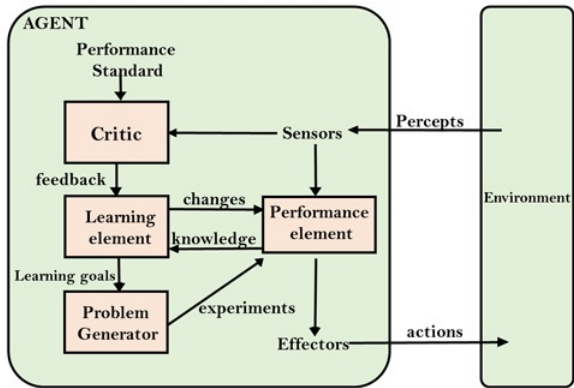 AGENT
Performance
Standard
Critic
Sensors
Percepts
feedback
changes
Learning
element
Performance
element
Environment
knowledge
Learning goals
Problem
Generator
experiments
Effectors
actions